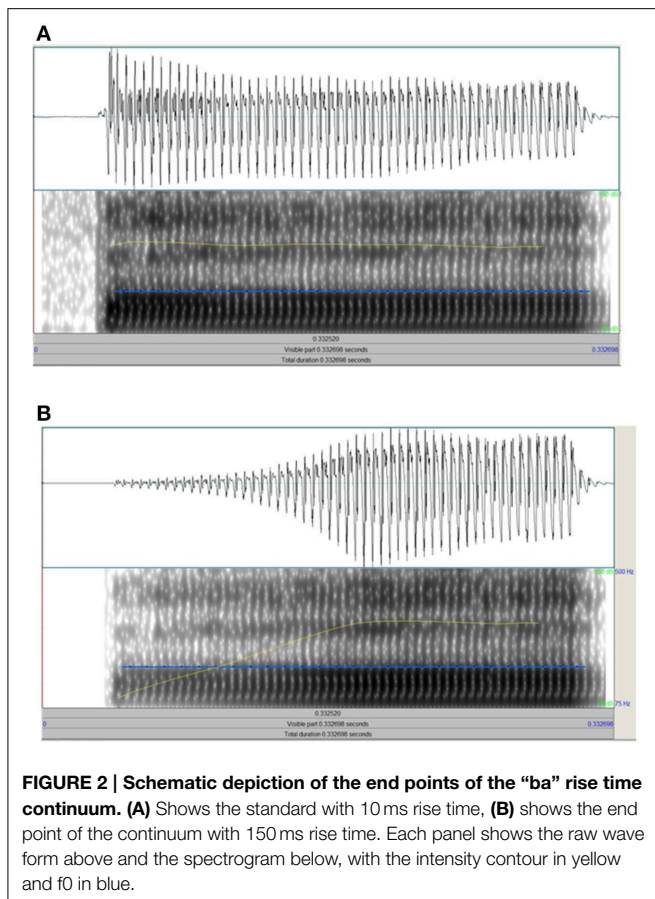 A
0.332520
0 Visible part 0.332698 seconds 0.332698
Total duration 0.332698 seconds
B
500 Hz
75 Hz
0.332520
0 Visible part 0.332698 seconds 0.332698
Total duration 0.332698 seconds
FIGURE 2 | Schematic depiction of the end points of the “ba” rise time
continuum. (A) Shows the standard with 10 ms rise time, (B) shows the end
point of the continuum with 150 ms rise time. Each panel shows the raw wave
form above and the spectrogram below, with the intensity contour in yellow
and f0 in blue.